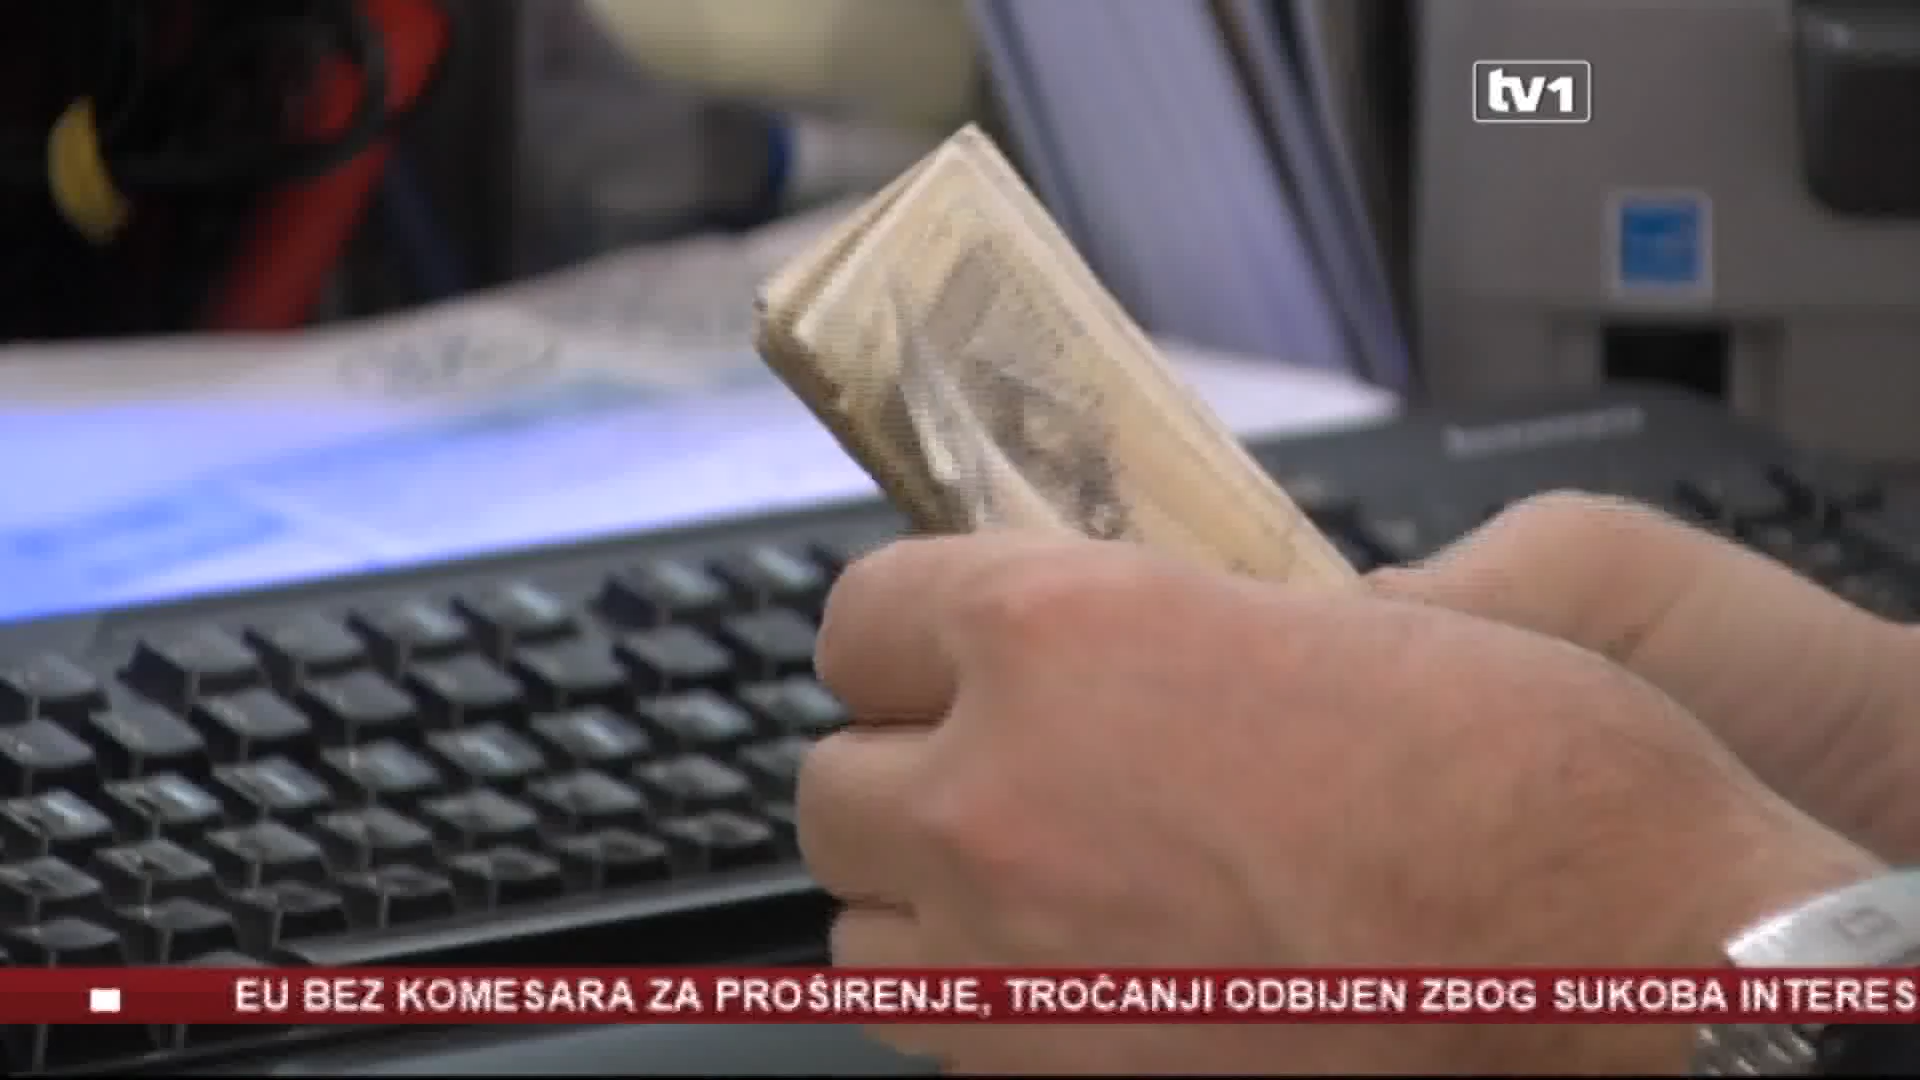 tv1
EU BEZ KOMESARA ZA PROŠIRENJE, TROČANJI ODBIJEN ZBOG SUKOBA INTERES